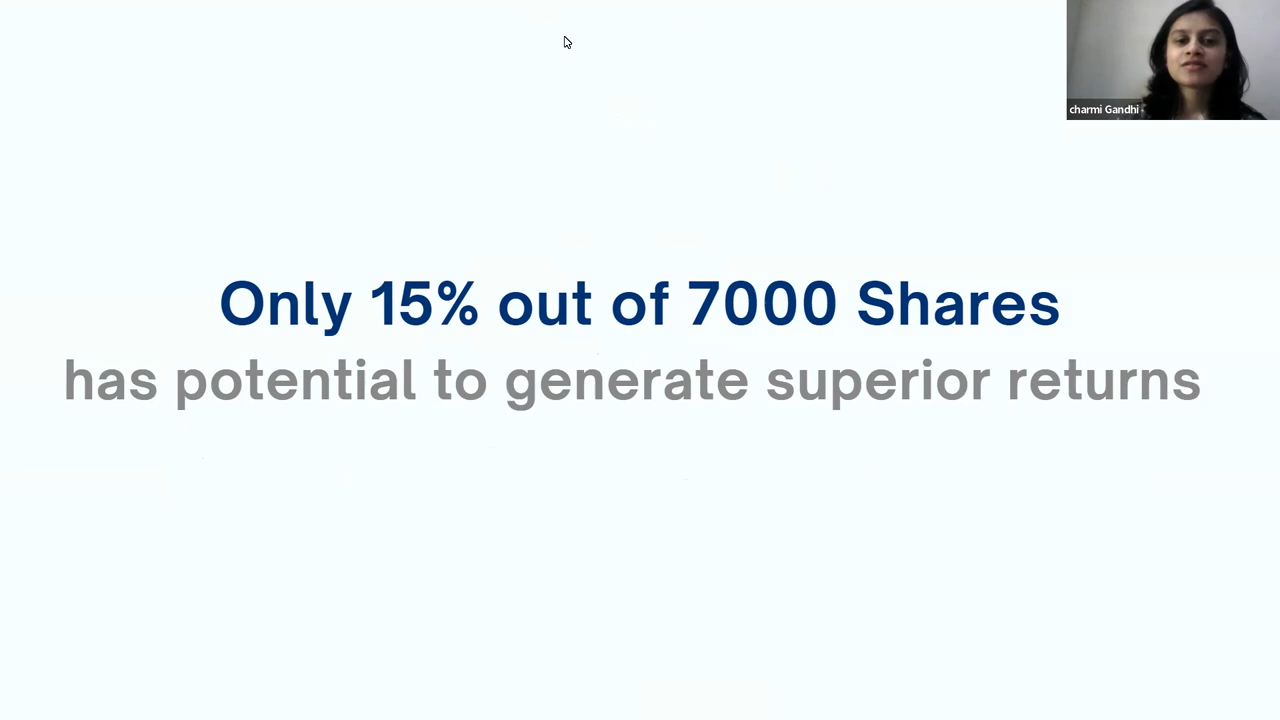 charmi Gandhi
Only 15% out of 7000 Shares
has potential to generate superior returns